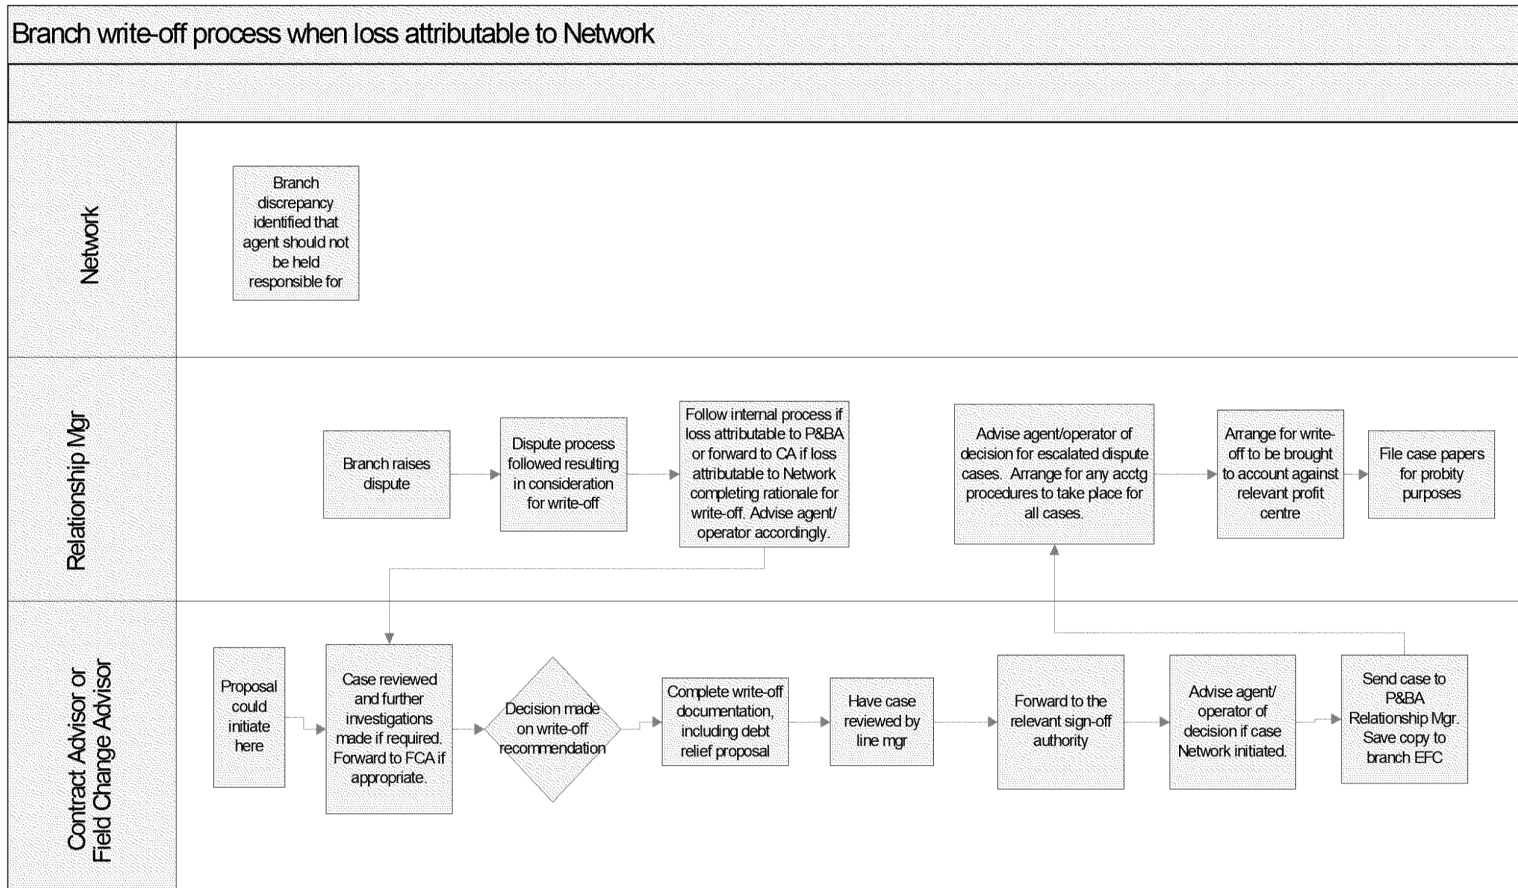 Branch write-off process when loss attributable to Network
Network
Branch
discrepancy
identified that
agent should not
be held
responsible for
Relationship Mgr
Branch raises
dispute
Dispute process
followed resulting
in consideration
for write-off
Follow internal process if
loss attributable to P&BA
or forward to CA if loss
attributable to Network
completing rationale for
write-off. Advise agent/
operator accordingly.
Advise agent/operator of
decision for escalated dispute
cases. Arrange for any acctg
procedures to take place for
all cases.
Arrange for write-
off to be brought
to account against
relevant profit
centre
File case papers
for probity
purposes
Contract Advisor or
Field Change Advisor
Proposal
could
initiate
here
Case reviewed
and further
investigations
made if required.
Forward to FCA if
appropriate.
Decision made
on write-off
recommendation
Complete write-off
documentation,
including debt
relief proposal
Have case
reviewed by
line mgr
Forward to the
relevant sign-off
authority
Advise agent/
operator of
decision if case
Network initiated.
Send case to
P&BA
Relationship Mgr.
Save copy to
branch EFC